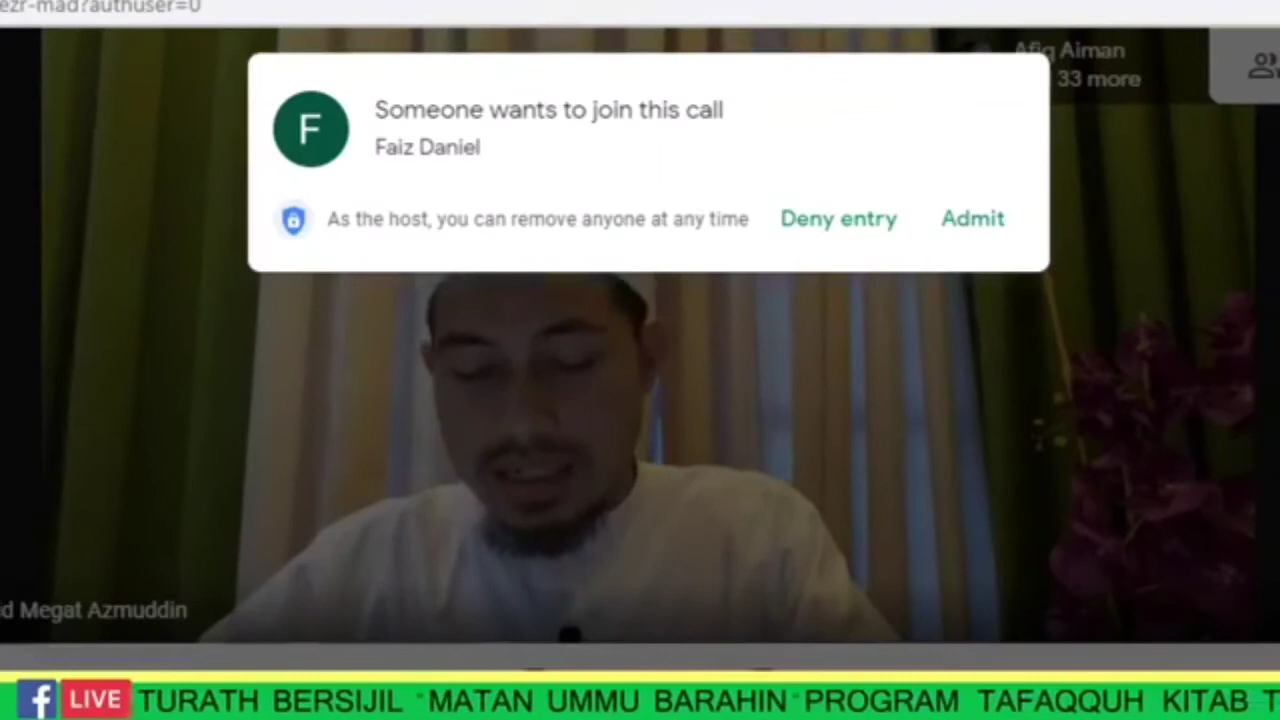 ezr-mad?authuser=0
Afiq Aiman
33 more
F
Someone wants to join this call
Faiz Daniel
As the host, you can remove anyone at any time
Deny entry
Admit
id Megat Azmuddin
f LIVE TURATH BERSIJIL "MATAN UMMU BARAHIN" PROGRAM TAFAQQUH KITAB T